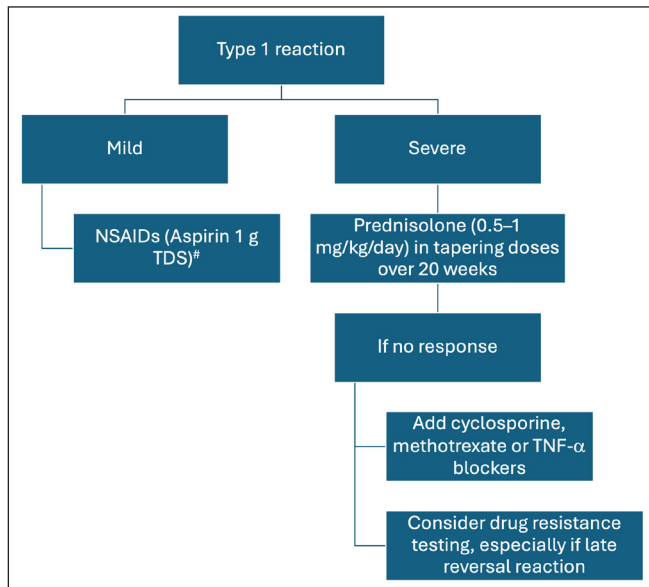 Type 1 reaction
Mild
Severe
NSAIDs (Aspirin 1 g
TDS)#
Prednisolone (0.5–1
mg/kg/day) in tapering doses
over 20 weeks
If no response
Add cyclosporine,
methotrexate or TNF-α
blockers
Consider drug resistance
testing, especially if late
reversal reaction